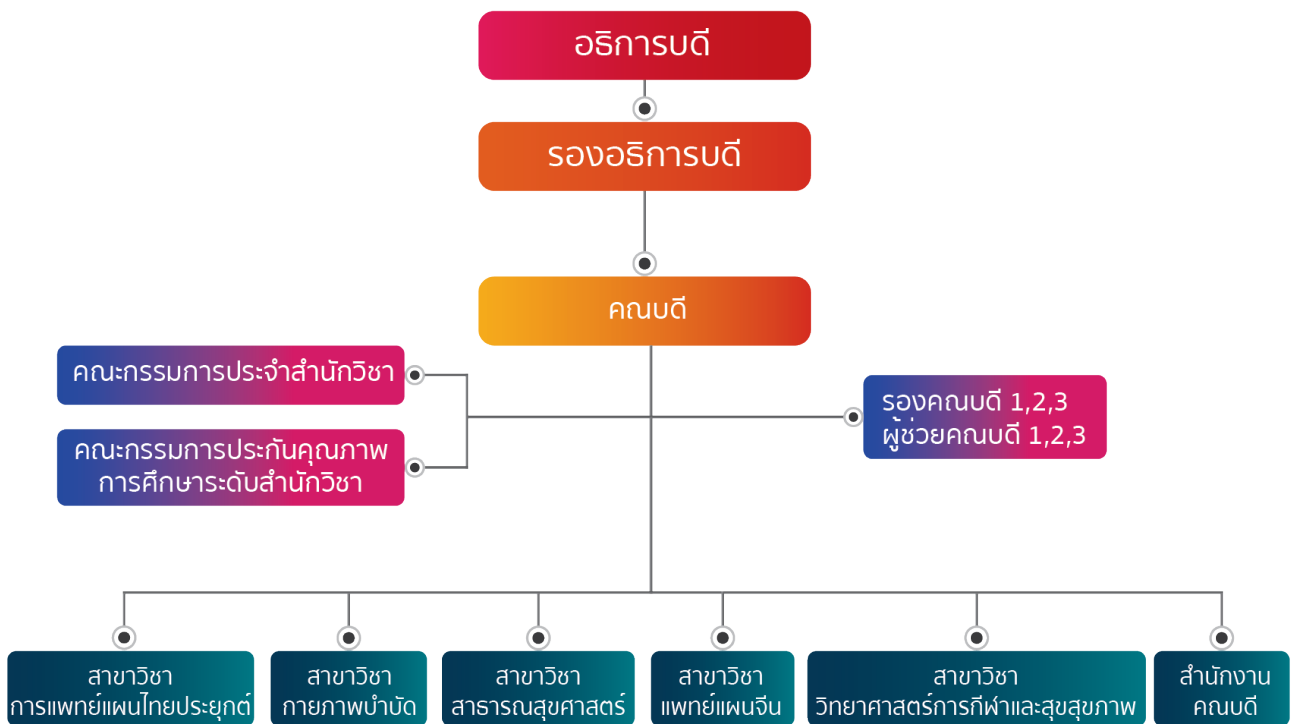 อธิการบดี
รองอธิการบดี
คณบดี
คณะกรรมการประจำสำนักวิชา
คณะกรรมการประกันคุณภาพ
การศึกษาระดับสำนักวิชา
รองคณบดี 1,2,3
ผู้ช่วยคณบดี 1,2,3
สาขาวิชา
การแพทย์แผนไทยประยุกต์
สาขาวิชา
กายภาพบำบัด
สาขาวิชา
สาธารณสุขศาสตร์
สาขาวิชา
แพทย์แผนจีน
สาขาวิชา
วิทยาศาสตร์การกีฬาและสุขสุขภาพ
สำนักงาน
คณบดี